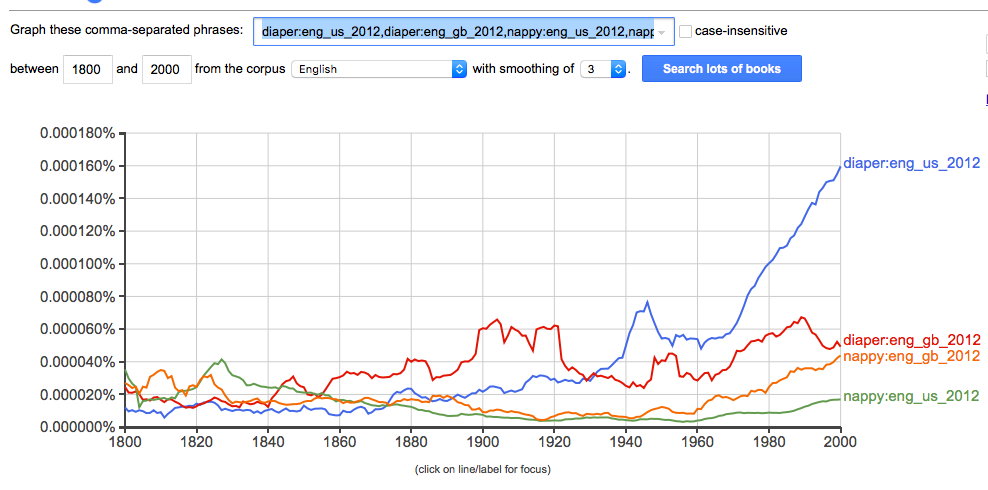 Graph these comma-separated phrases: diaper:eng_us_2012,diaper:eng_gb_2012,nappy:eng_us_2012,napp case-insensitive
between 1800 and 2000 from the corpus English with smoothing of 3 . Search lots of books
0.000180%
0.000160%
0.000140%
0.000120%
0.000100%
0.000080%
0.000060%
0.000040%
0.000020%
0.000000%
diaper:eng_us_2012
diaper:eng_gb_2012
nappy:eng_gb_2012
nappy:eng_us_2012
1800 1820 1840 1860 1880 1900 1920 1940 1960 1980 2000
(click on line/label for focus)